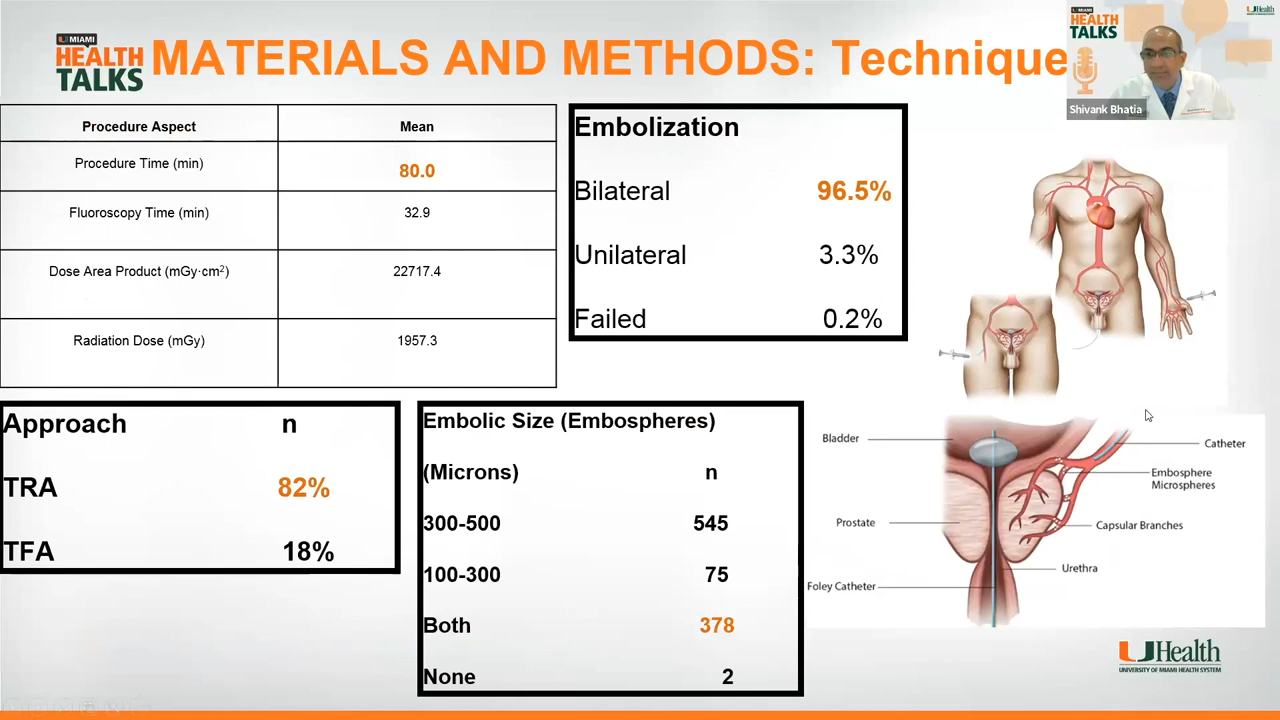 U MIAMI
HEALTH
TALKS
MATERIALS AND METHODS: Technique
U MIAMI
HEALTH
TALKS
UHealth
Shivank Bhatia
Procedure Aspect Mean
Procedure Time (min) 80.0
Fluoroscopy Time (min) 32.9
Dose Area Product (mGy·cm²) 22717.4
Radiation Dose (mGy) 1957.3
Embolization
Bilateral 96.5%
Unilateral 3.3%
Failed 0.2%
Approach n
TRA 82%
TFA 18%
Embolic Size (Embospheres)
(Microns) n
300-500 545
100-300 75
Both 378
None 2
Bladder
Catheter
Embosphere
Microspheres
Prostate
Capsular Branches
Urethra
Foley Catheter
UHealth
UNIVERSITY OF MIAMI HEALTH SYSTEM